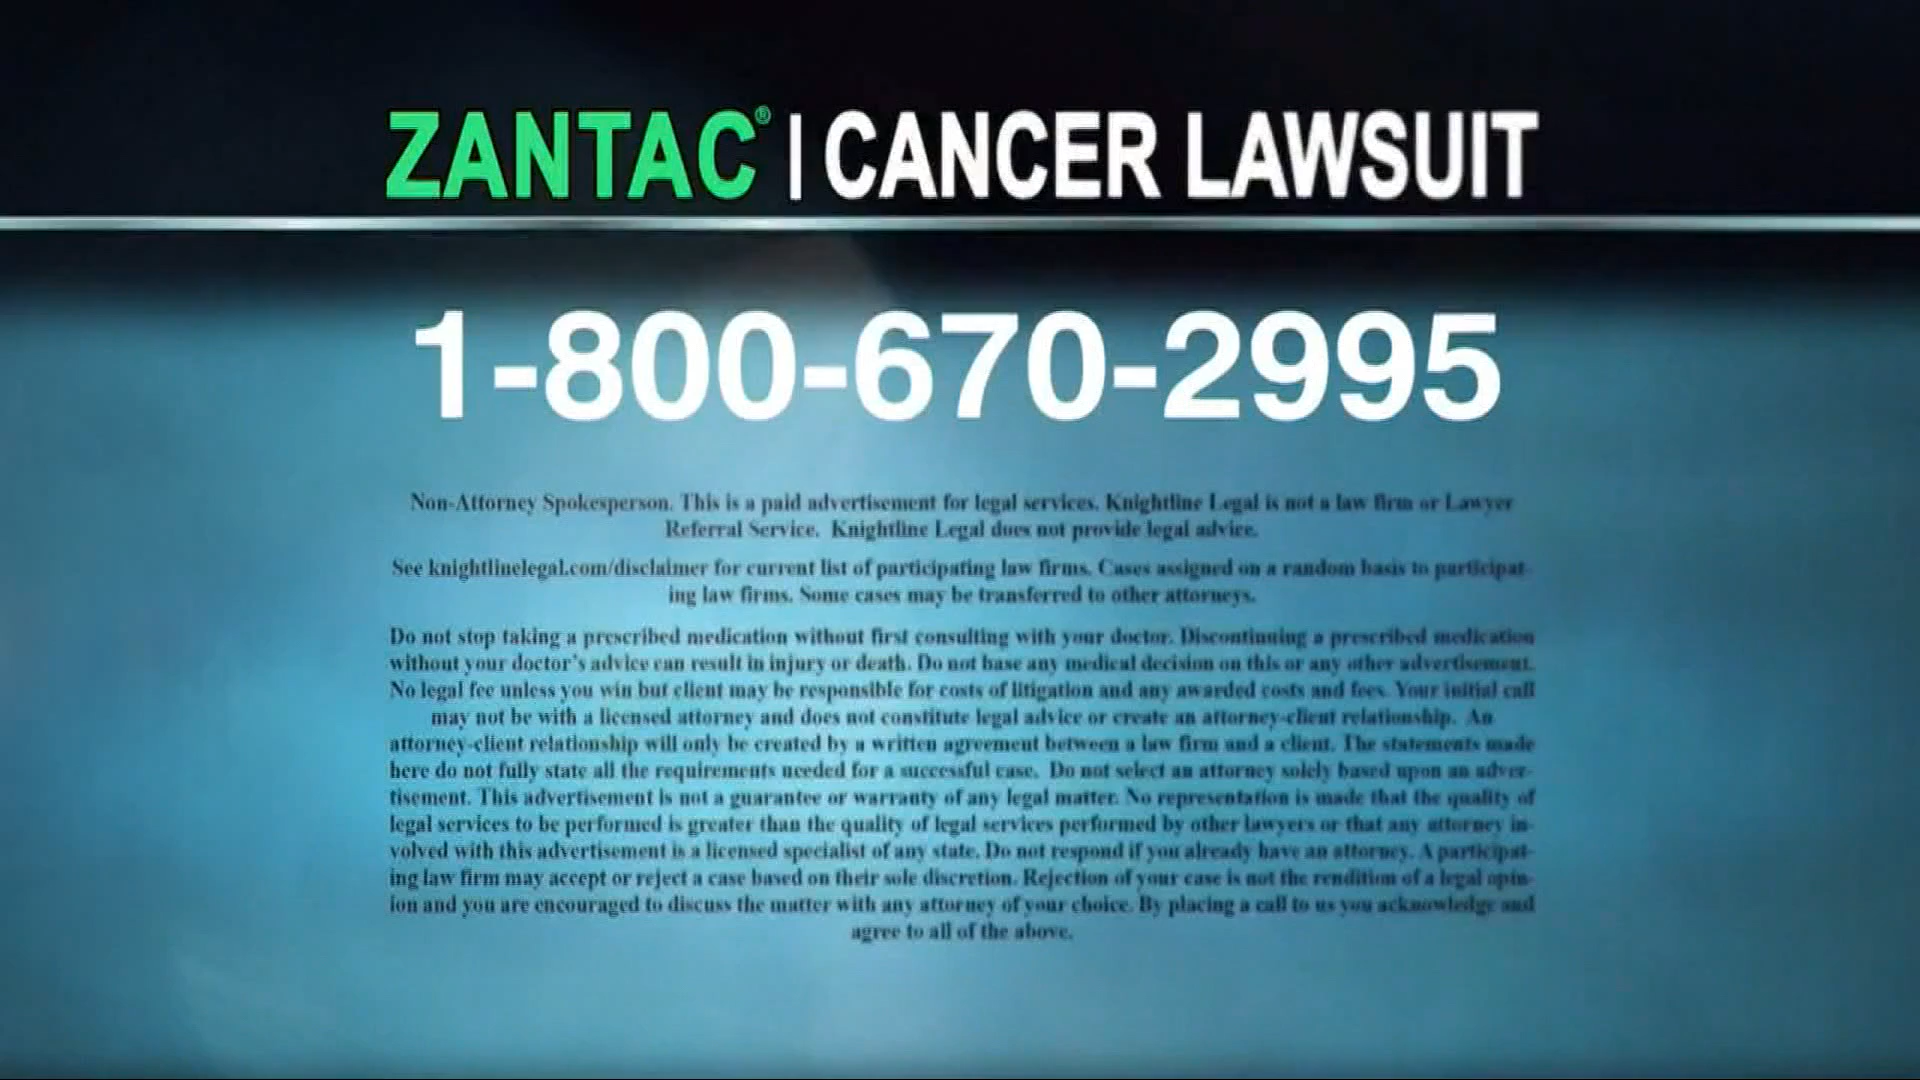 ZANTAC® | CANCER LAWSUIT
1-800-670-2995
Non-Attorney Spokesperson. This is a paid advertisement for legal services. Knightline Legal is not a law firm or Lawyer
Referral Service. Knightline Legal does not provide legal advice.
See knightlinelegal.com/disclaimer for current list of participating law firms. Cases assigned on a random basis to participat-
ing law firms. Some cases may be transferred to other attorneys.
Do not stop taking a prescribed medication without first consulting with your doctor. Discontinuing a prescribed medication
without your doctor's advice can result in injury or death. Do not base any medical decision on this or any other advertisement.
No legal fee unless you win but client may be responsible for costs of litigation and any awarded costs and fees. Your initial call
may not be with a licensed attorney and does not constitute legal advice or create an attorney-client relationship. An
attorney-client relationship will only be created by a written agreement between a law firm and a client. The statements made
here do not fully state all the requirements needed for a successful case. Do not select an attorney solely based upon an adver-
tisement. This advertisement is not a guarantee or warranty of any legal matter. No representation is made that the quality of
legal services to be performed is greater than the quality of legal services performed by other lawyers or that any attorney in-
volved with this advertisement is a licensed specialist of any state. Do not respond if you already have an attorney. A participat-
ing law firm may accept or reject a case based on their sole discretion. Rejection of your case is not the rendition of a legal opin-
ion and you are encouraged to discuss the matter with any attorney of your choice. By placing a call to us you acknowledge and
agree to all of the above.